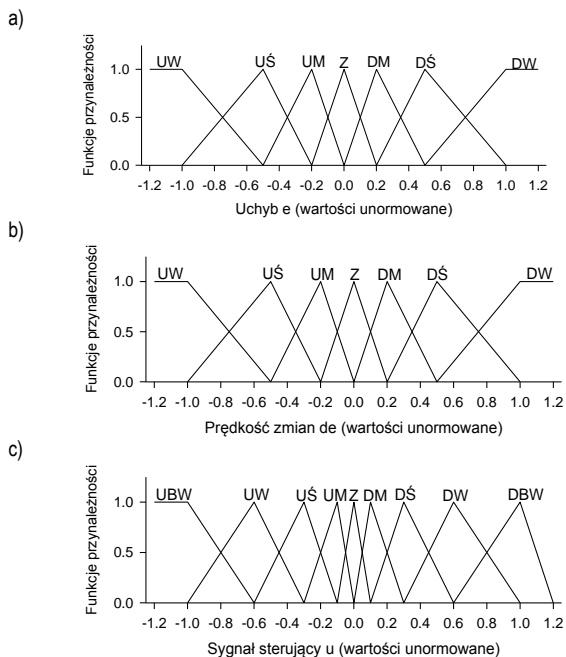 a)
Funkcje przynależności
UW UŚ UM Z DM DŚ DW
1.0
0.5
0.0
-1.2 -1.0 -0.8 -0.6 -0.4 -0.2 0.0 0.2 0.4 0.6 0.8 1.0 1.2
Uchyb e (wartości unormowane)
b)
Funkcje przynależności
UW UŚ UM Z DM DŚ DW
1.0
0.5
0.0
-1.2 -1.0 -0.8 -0.6 -0.4 -0.2 0.0 0.2 0.4 0.6 0.8 1.0 1.2
Prędkość zmian de (wartości unormowane)
c)
Funkcje przynależności
UBW UW UŚ UM Z DM DŚ DW DBW
1.0
0.5
0.0
-1.2 -1.0 -0.8 -0.6 -0.4 -0.2 0.0 0.2 0.4 0.6 0.8 1.0 1.2
Sygnał sterujący u (wartości unormowane)